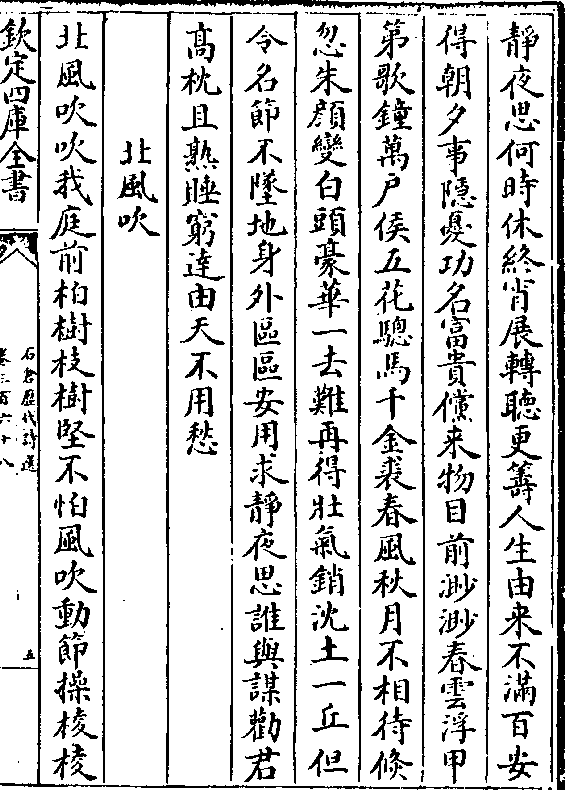 靜夜思何時休終宵展轉聽更籌人生由来不滿百安
得朝夕事隠憂功名富貴儻来物目前渺渺春雲浮甲
第歌鐘萬户侯五花驄馬千金裘春風秋月不相待倐
忽朱顔變白頭豪華一去難再得壯氣銷沈土一丘但
令名節不墜地身外區區安用求靜夜思誰與謀勸君
髙枕且熟睡窮達由天不用愁
北風吹
北風吹吹我庭前柏樹枝樹堅不怕風吹動節操棱棱
欽定四庫全書
石倉歴代詩選
卷三百六十八
五